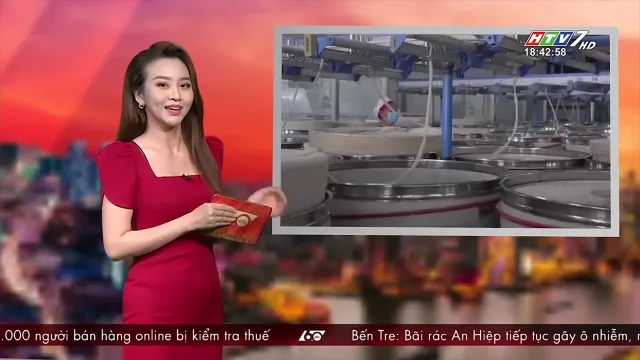 HTV7 HD
18:42:58
.000 người bán hàng online bị kiểm tra thuế 60 Bến Tre: Bãi rác An Hiệp tiếp tục gây ô nhiễm,